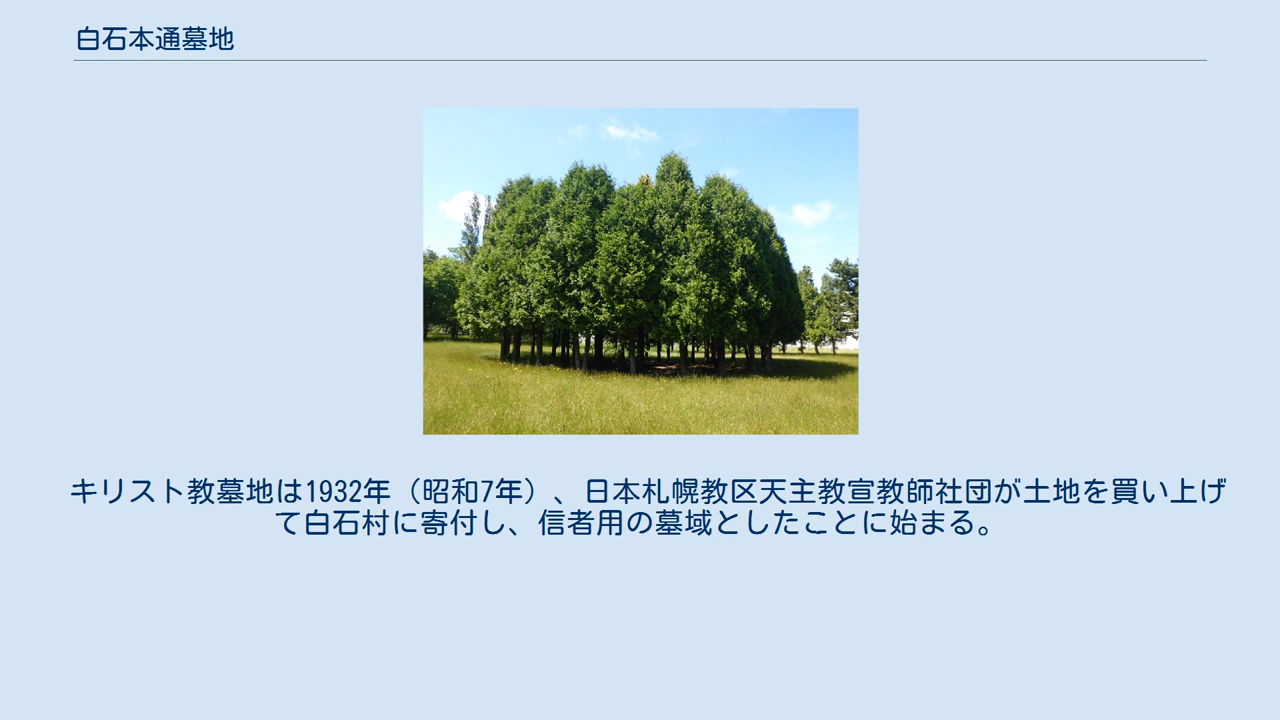 白石本通墓地
キリスト教墓地は1932年（昭和7年）、日本札幌教区天主教宣教師社団が土地を買い上げ
て白石村に寄付し、信者用の墓域としたことに始まる。